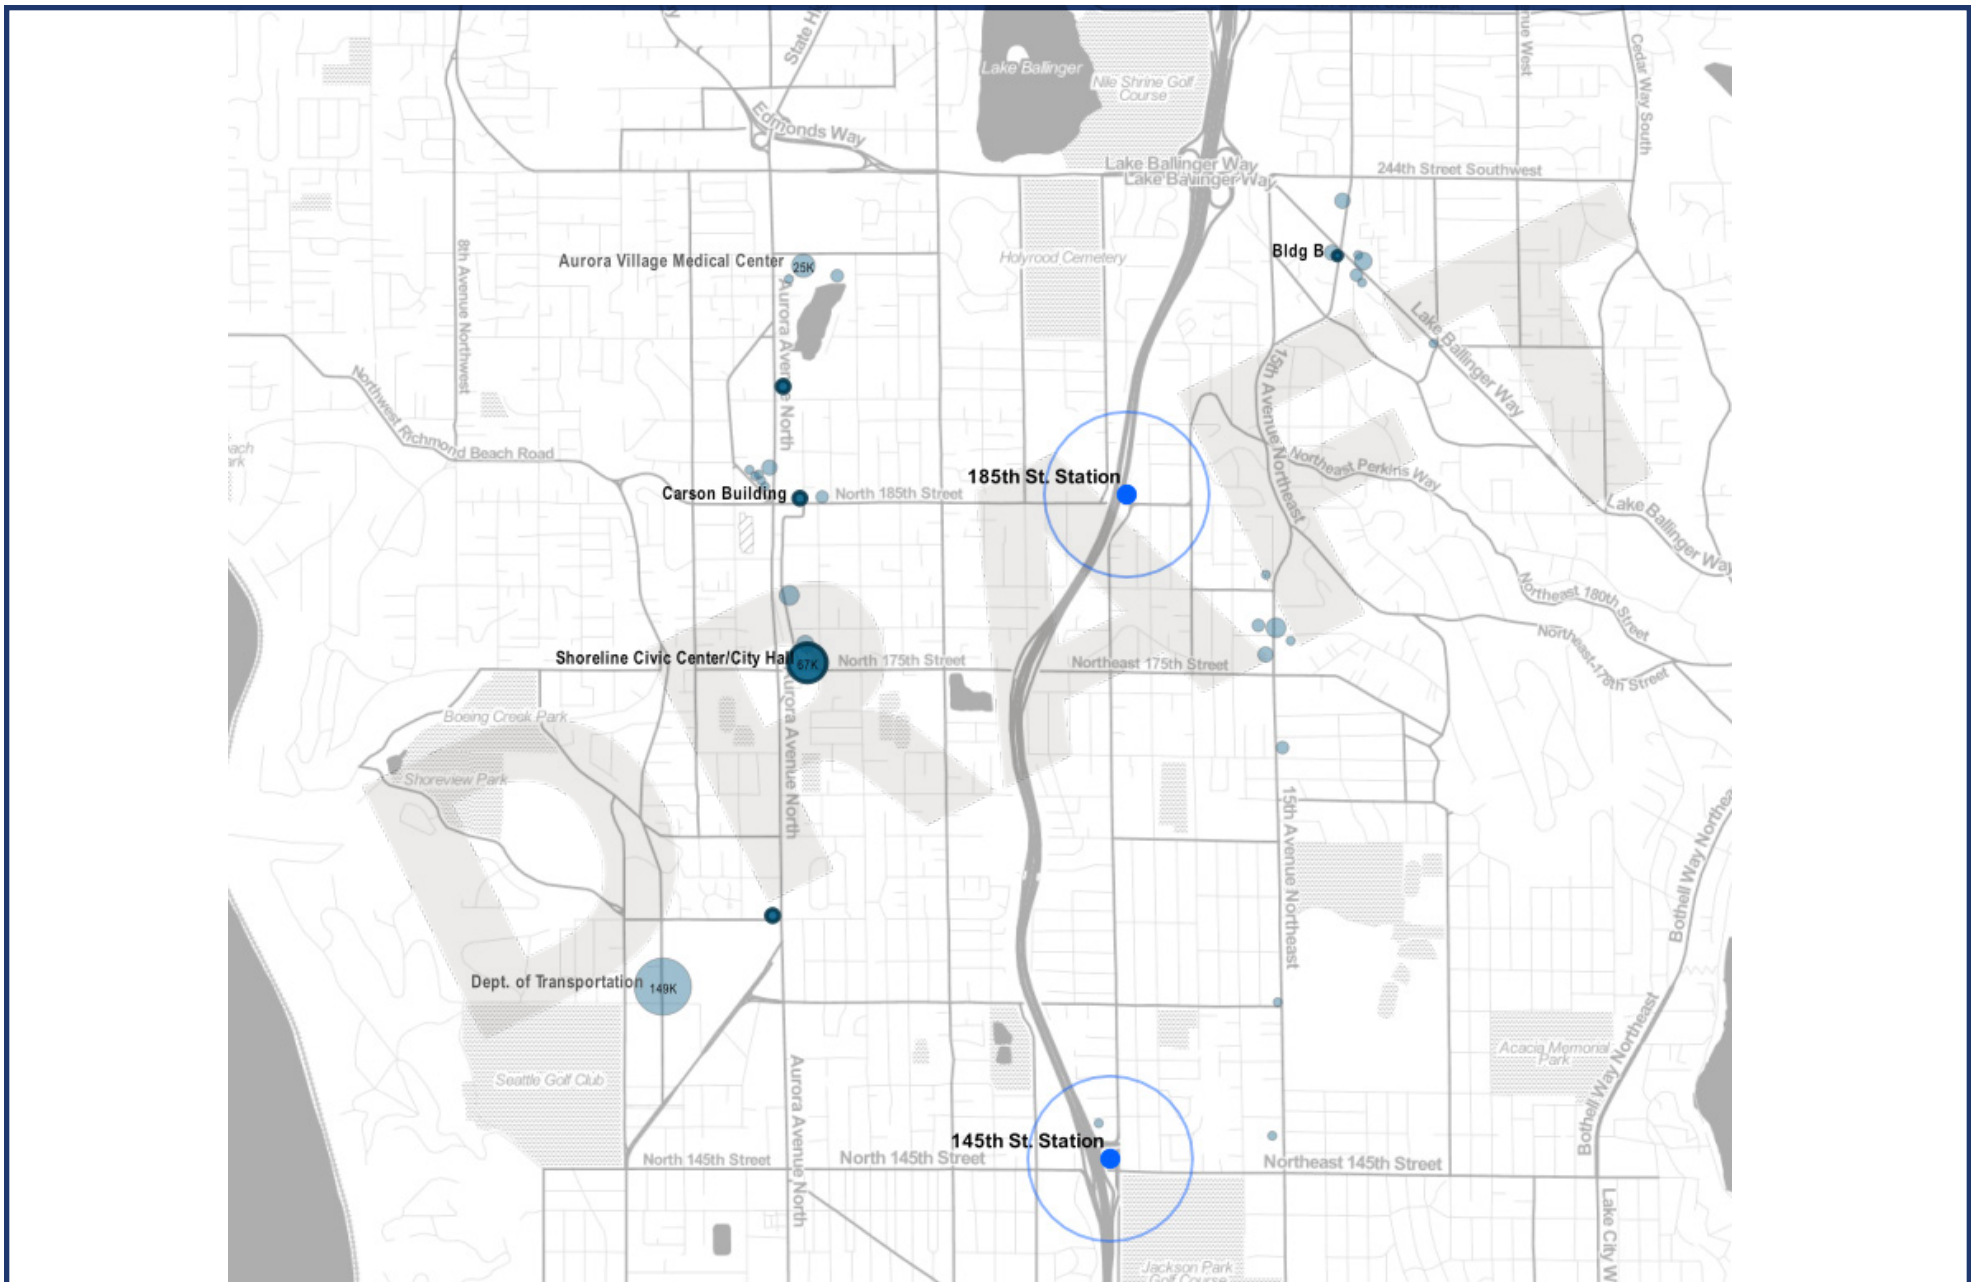 State H
Lake Ballinger
Nile Shrine Golf
Course
Cedar Way South
Edmonds Way
Lake Ballinger Way
Lake Ballinger Way
244th Street Southwest
8th Avenue Northwest
Aurora Village Medical Center
25K
Holyrood Cemetery
Bldg B
Aurora Avenue North
Lake Ballinger Way
15th Avenue Northeast
Northwest Richmond Beach Road
185th St. Station
Northeast Perkins Way
Carson Building
North 185th Street
Lake Ballinger Way
Northeast 180th Street
Northeast 178th Street
Shoreline Civic Center/City Hall
67K
North 175th Street
Northeast 175th Street
Aurora Avenue North
Boeing Creek Park
Shoreview Park
DRAFT
15th Avenue Northeast
Bothell Way Northea
Dept. of Transportation
149K
Seattle Golf Club
Acacia Memorial
Park
Bothell Way Northeast
Aurora Avenue North
145th St. Station
North 145th Street
North 145th Street
Northeast 145th Street
Lake City W
Jackson Park
Golf Course